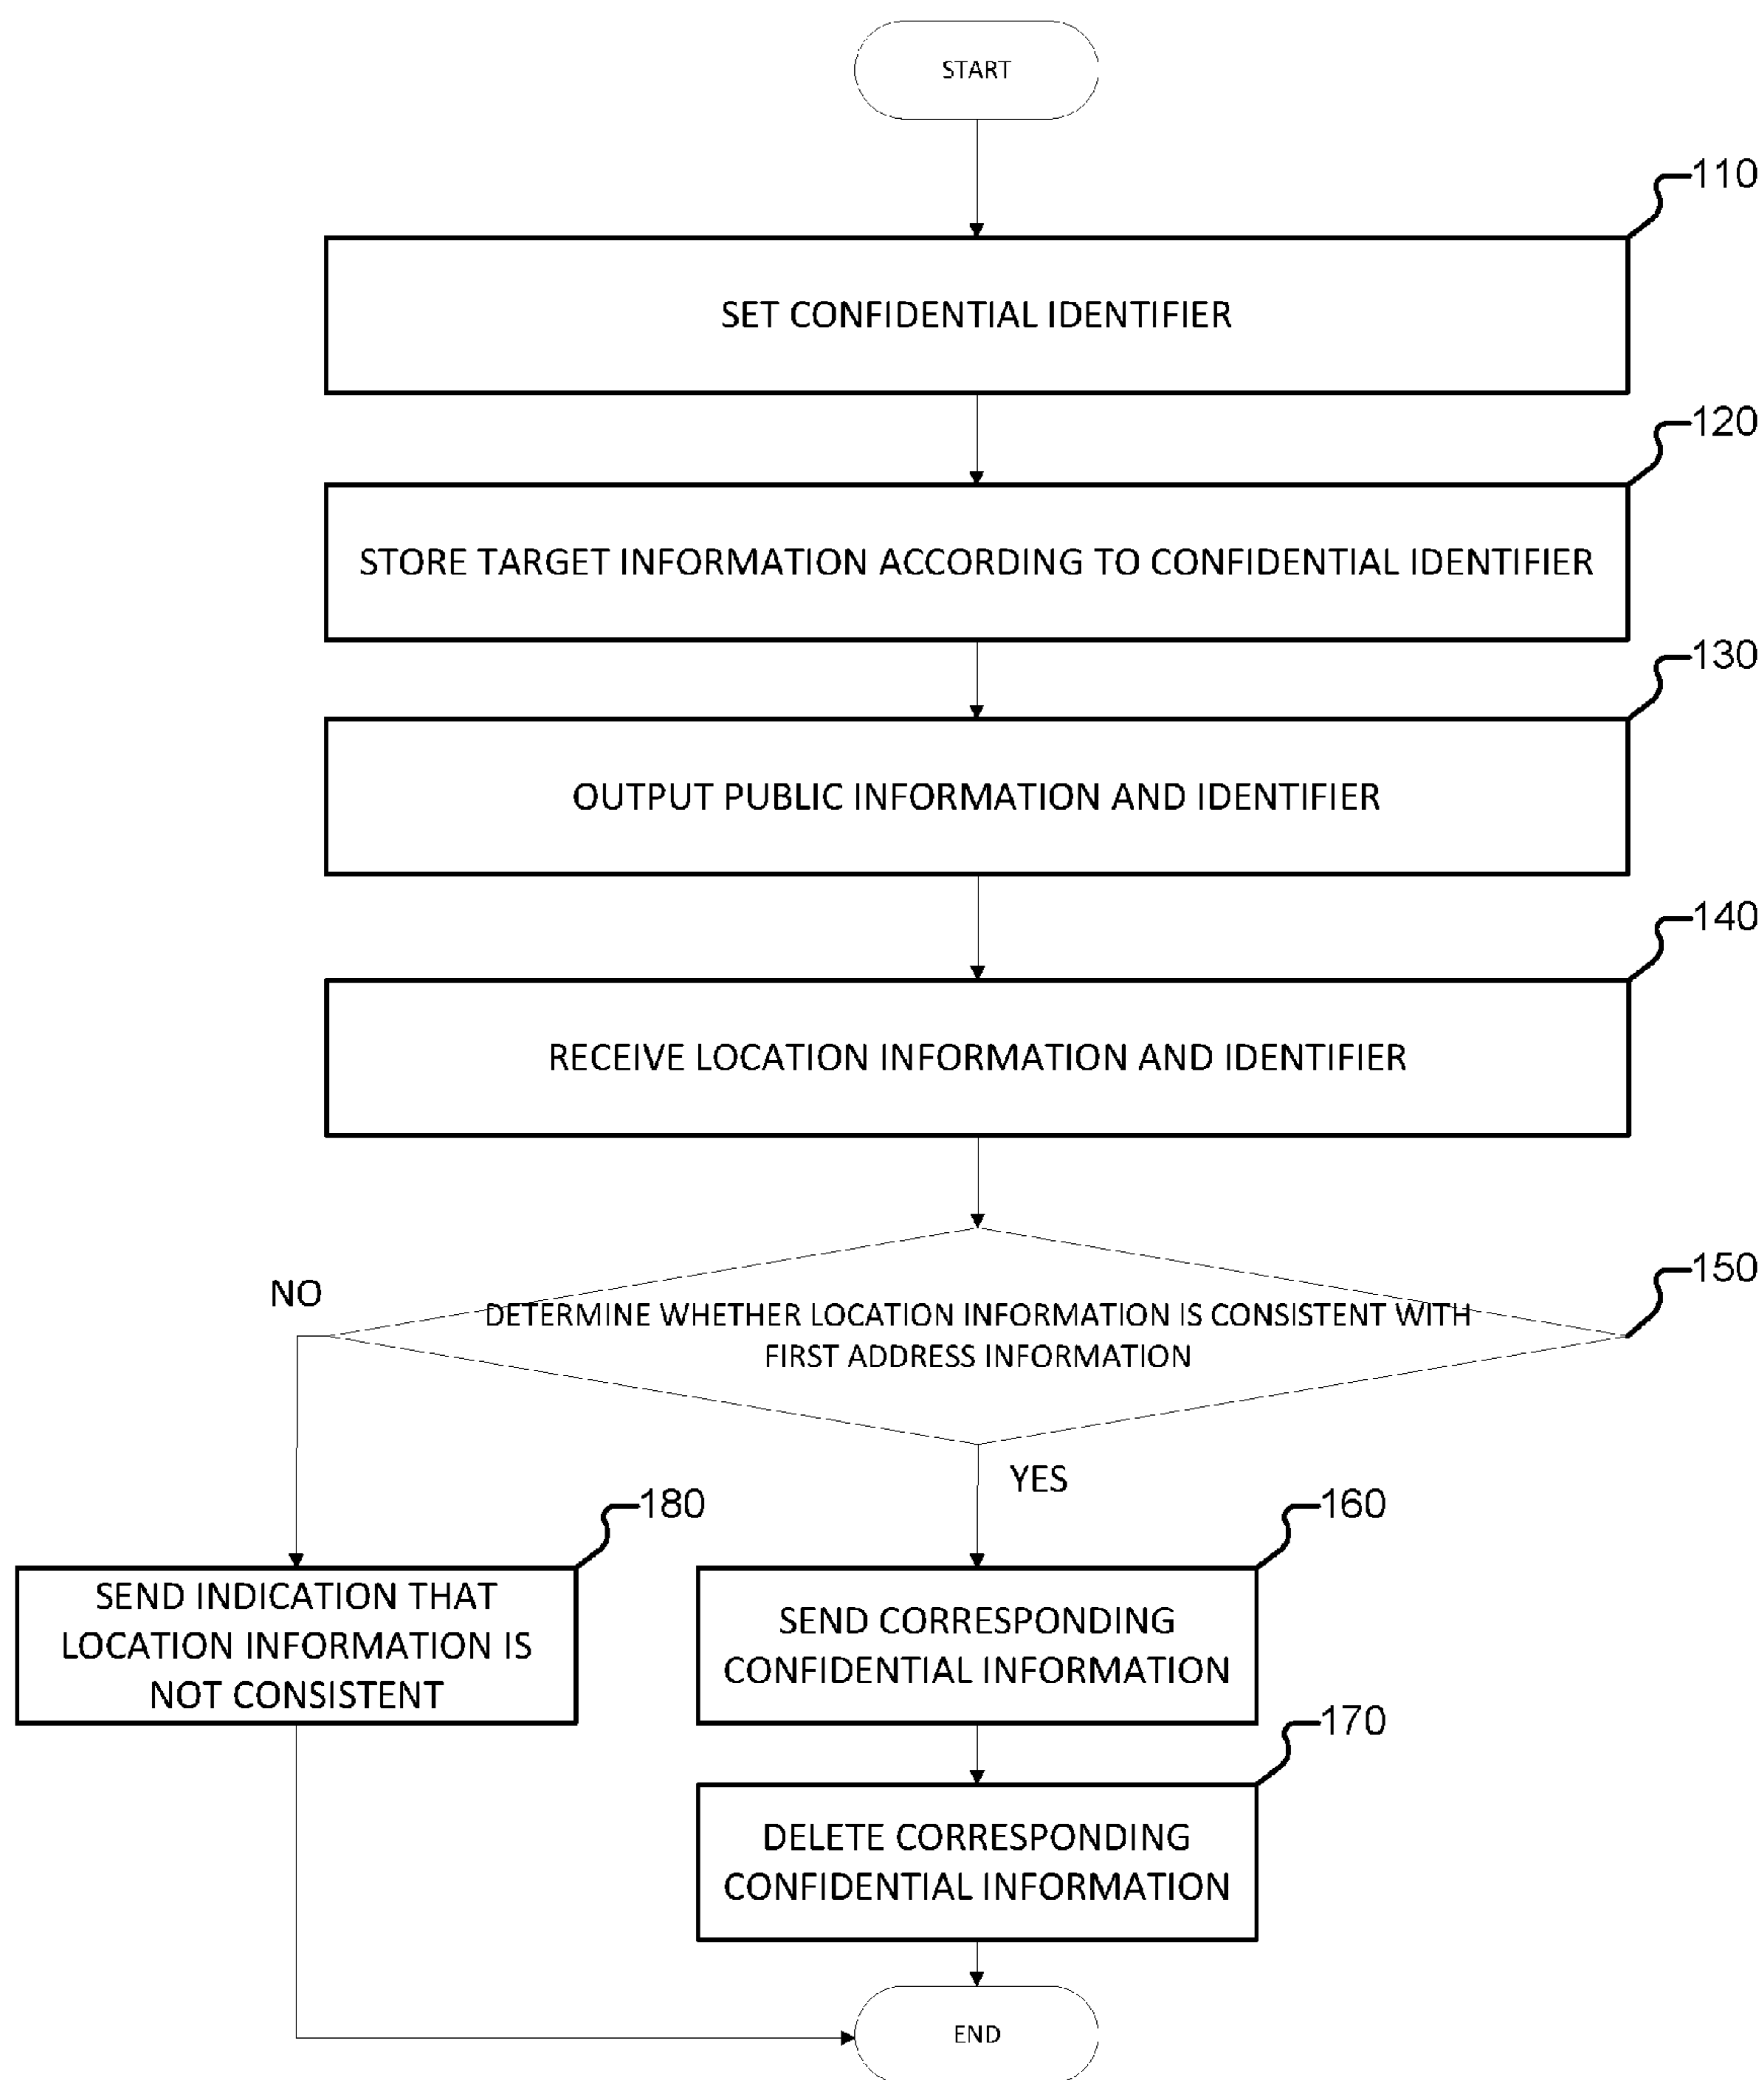 START
110
SET CONFIDENTIAL IDENTIFIER
120
STORE TARGET INFORMATION ACCORDING TO CONFIDENTIAL IDENTIFIER
130
OUTPUT PUBLIC INFORMATION AND IDENTIFIER
140
RECEIVE LOCATION INFORMATION AND IDENTIFIER
150
NO
DETERMINE WHETHER LOCATION INFORMATION IS CONSISTENT WITH
FIRST ADDRESS INFORMATION
YES
180
SEND INDICATION THAT
LOCATION INFORMATION IS
NOT CONSISTENT
160
SEND CORRESPONDING
CONFIDENTIAL INFORMATION
170
DELETE CORRESPONDING
CONFIDENTIAL INFORMATION
END